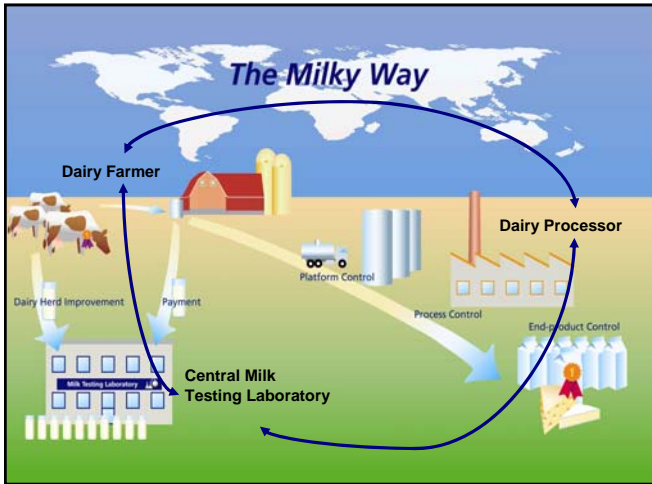 The Milky Way
Dairy Farmer
Dairy Processor
Platform Control
Dairy Herd Improvement
Payment
Process Control
End-product Control
Milk Testing Laboratory
Central Milk
Testing Laboratory
1